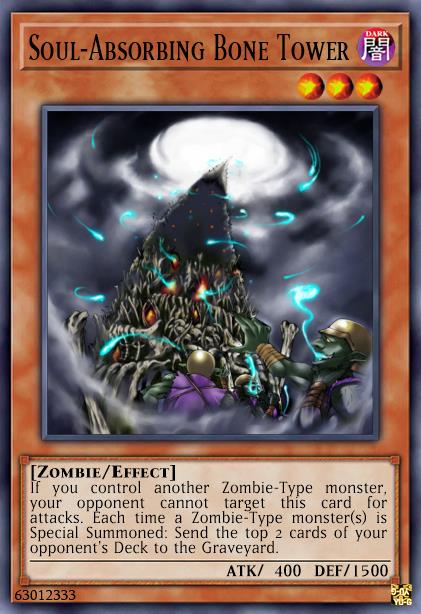 Soul-Absorbing Bone Tower
DARK
闇
[Zombie/Effect]
If you control another Zombie-Type monster,
your opponent cannot target this card for
attacks. Each time a Zombie-Type monster(s) is
Special Summoned: Send the top 2 cards of your
opponent's Deck to the Graveyard.
ATK/ 400 DEF/1500
63012333